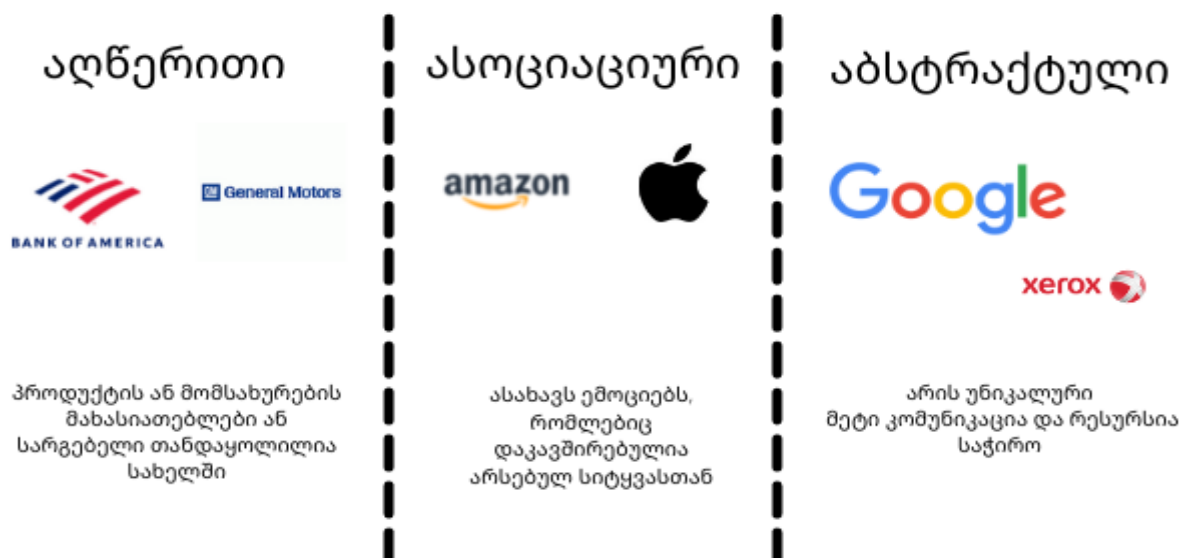 აღწერითი
BANK OF AMERICA
GM General Motors
პროდუქტის ან მომსახურების
მახასიათებლები ან
სარგებელი თანდაყოლილია
სახელში
ასოციაციური
amazon
ასახავს ემოციებს,
რომლებიც
დაკავშირებულია
არსებულ სიტყვასთან
აბსტრაქტული
Google
xerox
არის უნიკალური
მეტი კომუნიკაცია და რესურსია
საჭირო